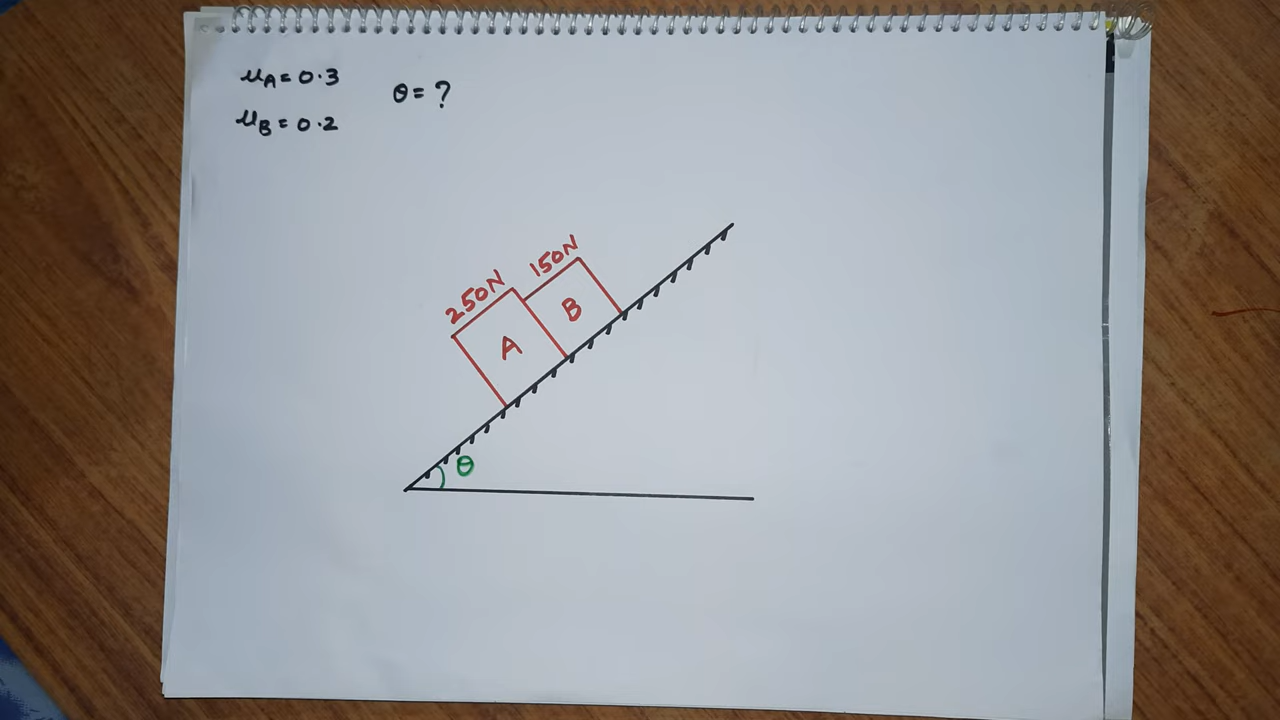 μA = 0.3
θ = ?
μB = 0.2
150N
250N
B
A
θ